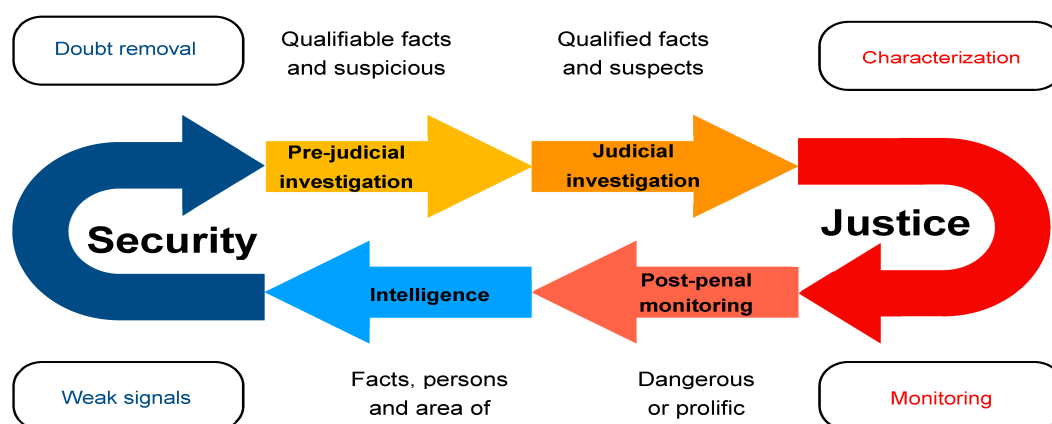 Doubt removal
Qualifiable facts
and suspicious
Qualified facts
and suspects
Characterization
Pre-judicial
investigation
Judicial
investigation
Security
Justice
Intelligence
Post-penal
monitoring
Weak signals
Facts, persons
and area of
Dangerous
or prolific
Monitoring